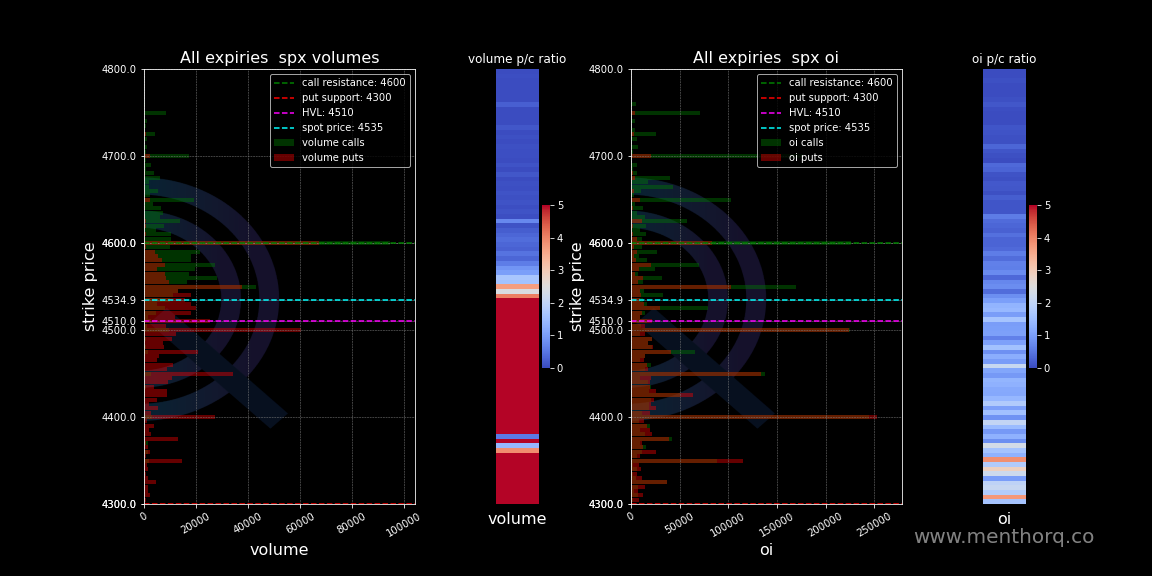 All expiries  spx volumes
volume p/c ratio
All expiries  spx oi
oi p/c ratio
4800.0
4700.0
4600.0
4534.9
4510.0
4500.0
4400.0
4300.0
strike price
call resistance: 4600
put support: 4300
HVL: 4510
spot price: 4535
volume calls
volume puts
0
20000
40000
60000
80000
100000
volume
5
4
3
2
1
0
volume
4800.0
4700.0
4600.0
4534.9
4510.0
4500.0
4400.0
4300.0
strike price
call resistance: 4600
put support: 4300
HVL: 4510
spot price: 4535
oi calls
oi puts
0
50000
100000
150000
200000
250000
oi
5
4
3
2
1
0
oi
www.menthorq.co